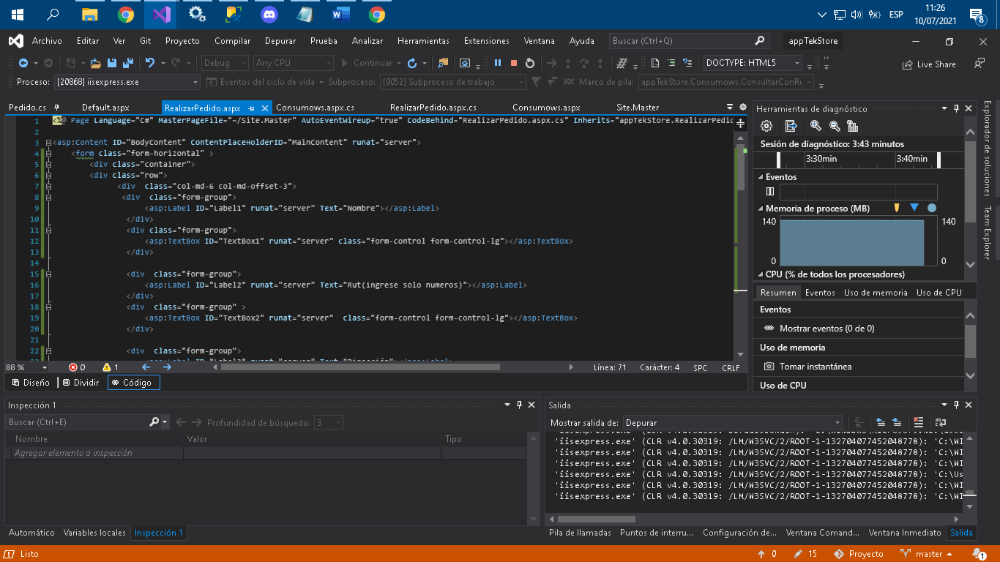 ESP
11:26
10/07/2021
8
Archivo Editar Ver Git Proyecto Compilar Depurar Prueba Analizar Herramientas Extensiones Ventana Ayuda Buscar (Ctrl+Q) appTekStore
Debug Any CPU Continuar DOCTYPE: HTML5 Live Share
Proceso: [20868] iisexpress.exe Eventos del ciclo de vida Subproceso: [9052] Subproceso de trabajo Marco de pila: appTekStore.Consumows.ConsultarConRu
Pedido.cs Default.aspx RealizarPedido.aspx Consumows.aspx.cs RealizarPedido.aspx.cs Consumows.aspx Site.Master
1 <%@ Page Language="C#" MasterPageFile="~/Site.Master" AutoEventWireup="true" CodeBehind="RealizarPedido.aspx.cs" Inherits="appTekStore.RealizarPedic
2
3 <asp:Content ID="BodyContent" ContentPlaceHolderID="MainContent" runat="server">
4 <form class="form-horizontal" >
5 <div class="container">
6 <div class="row">
7 <div  class="col-md-6 col-md-offset-3">
8 <div  class="form-group">
9 <asp:Label ID="Label1" runat="server" Text="Nombre"></asp:Label>
10 </div>
11 <div class="form-group">
12 <asp:TextBox ID="TextBox1" runat="server" class="form-control form-control-lg"></asp:TextBox>
13 </div>
14
15 <div  class="form-group">
16 <asp:Label ID="Label2" runat="server" Text="Rut(ingrese solo numeros)"></asp:Label>
17 </div>
18 <div  class="form-group" >
19 <asp:TextBox ID="TextBox2" runat="server"  class="form-control form-control-lg"></asp:TextBox>
20 </div>
21
22 <div  class="form-group">
23 <asp:Label ID="Label3" runat="server" Text="Dirección"></asp:Label>
88 % 0 1 Línea: 71 Carácter: 4 SPC CRLF
Diseño Dividir Código
Herramientas de diagnóstico
Sesión de diagnóstico: 3:43 minutos
3:30min 3:40min
Eventos
Memoria de proceso (MB)
140 140
0 0
CPU (% de todos los procesadores)
Resumen Eventos Uso de memoria Uso de CPU
Eventos
Mostrar eventos (0 de 0)
Uso de memoria
Tomar instantánea
Uso de CPU
Explorador de soluciones
Team Explorer
Inspección 1
Buscar (Ctrl+E) Profundidad de búsqueda: 3
Nombre Valor Tipo
Agregar elemento a inspección
Automático Variables locales Inspección 1
Salida
Mostrar salida de: Depurar
'iisexpress.exe' (CLR v4.0.30319: /LM/W3SVC/2/ROOT-1-132704077452048778): 'C:\WI
'iisexpress.exe' (CLR v4.0.30319: /LM/W3SVC/2/ROOT-1-132704077452048778): 'C:\WI
'iisexpress.exe' (CLR v4.0.30319: /LM/W3SVC/2/ROOT-1-132704077452048778): 'C:\WI
'iisexpress.exe' (CLR v4.0.30319: /LM/W3SVC/2/ROOT-1-132704077452048778): 'C:\Us
'iisexpress.exe' (CLR v4.0.30319: /LM/W3SVC/2/ROOT-1-132704077452048778): 'C:\WI
'iisexpress.exe' (CLR v4.0.30319: /LM/W3SVC/2/ROOT-1-132704077452048778): 'C:\WI
Pila de llamadas Puntos de interru... Configuración de... Ventana Comand... Ventana Inmediato Salida
Listo 0 15 Proyecto master 1